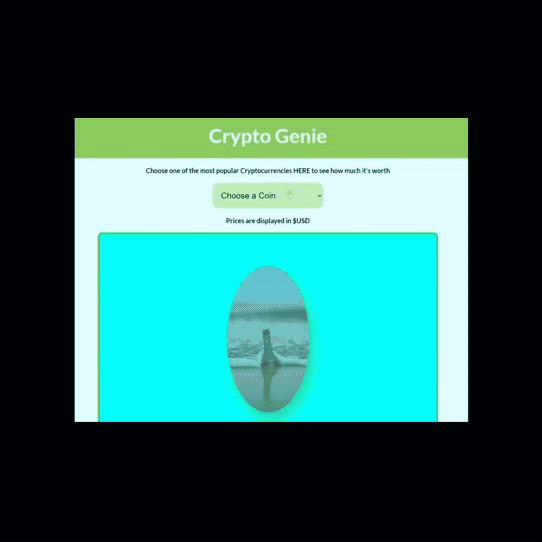 Crypto Genie
Choose one of the most popular Cryptocurrencies HERE to see how much it's worth
Choose a Coin
Prices are displayed in $USD